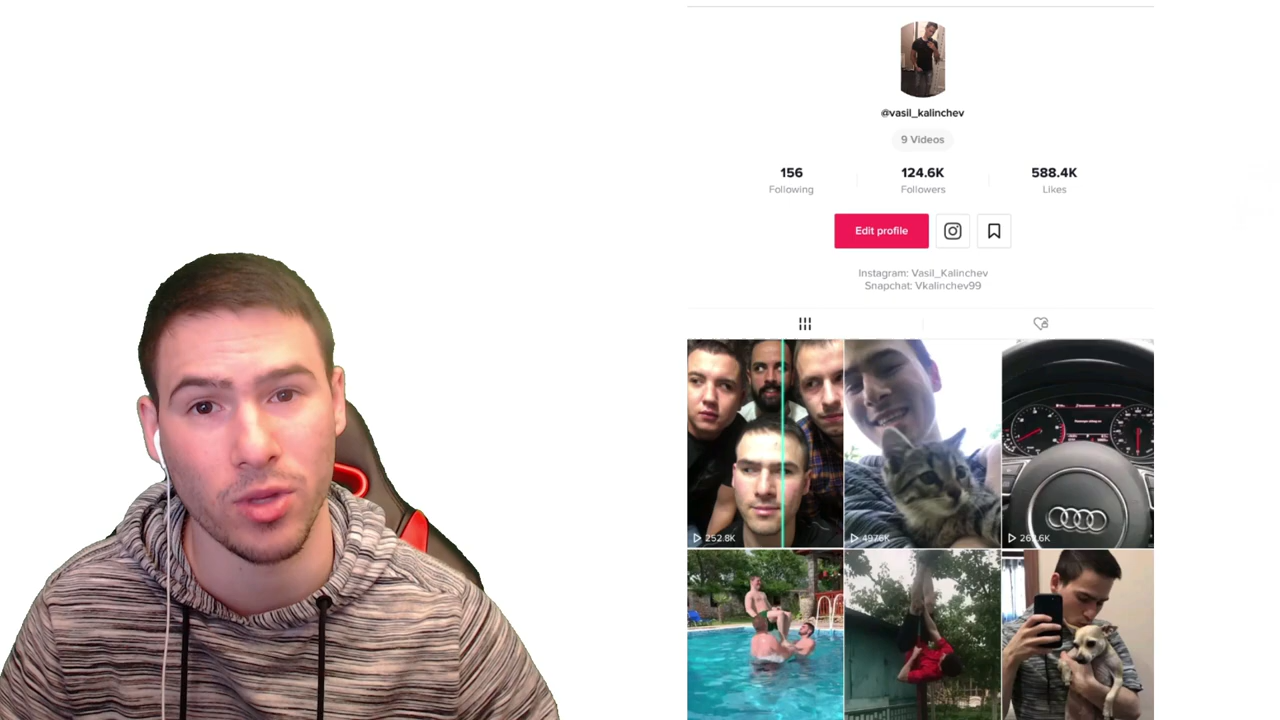 @vasil_kalinchev
9 Videos
156
124.6K
588.4K
Following
Followers
Likes
Edit profile
Instagram: Vasil_Kalinchev
Snapchat: Vkalinchev99
252.8K